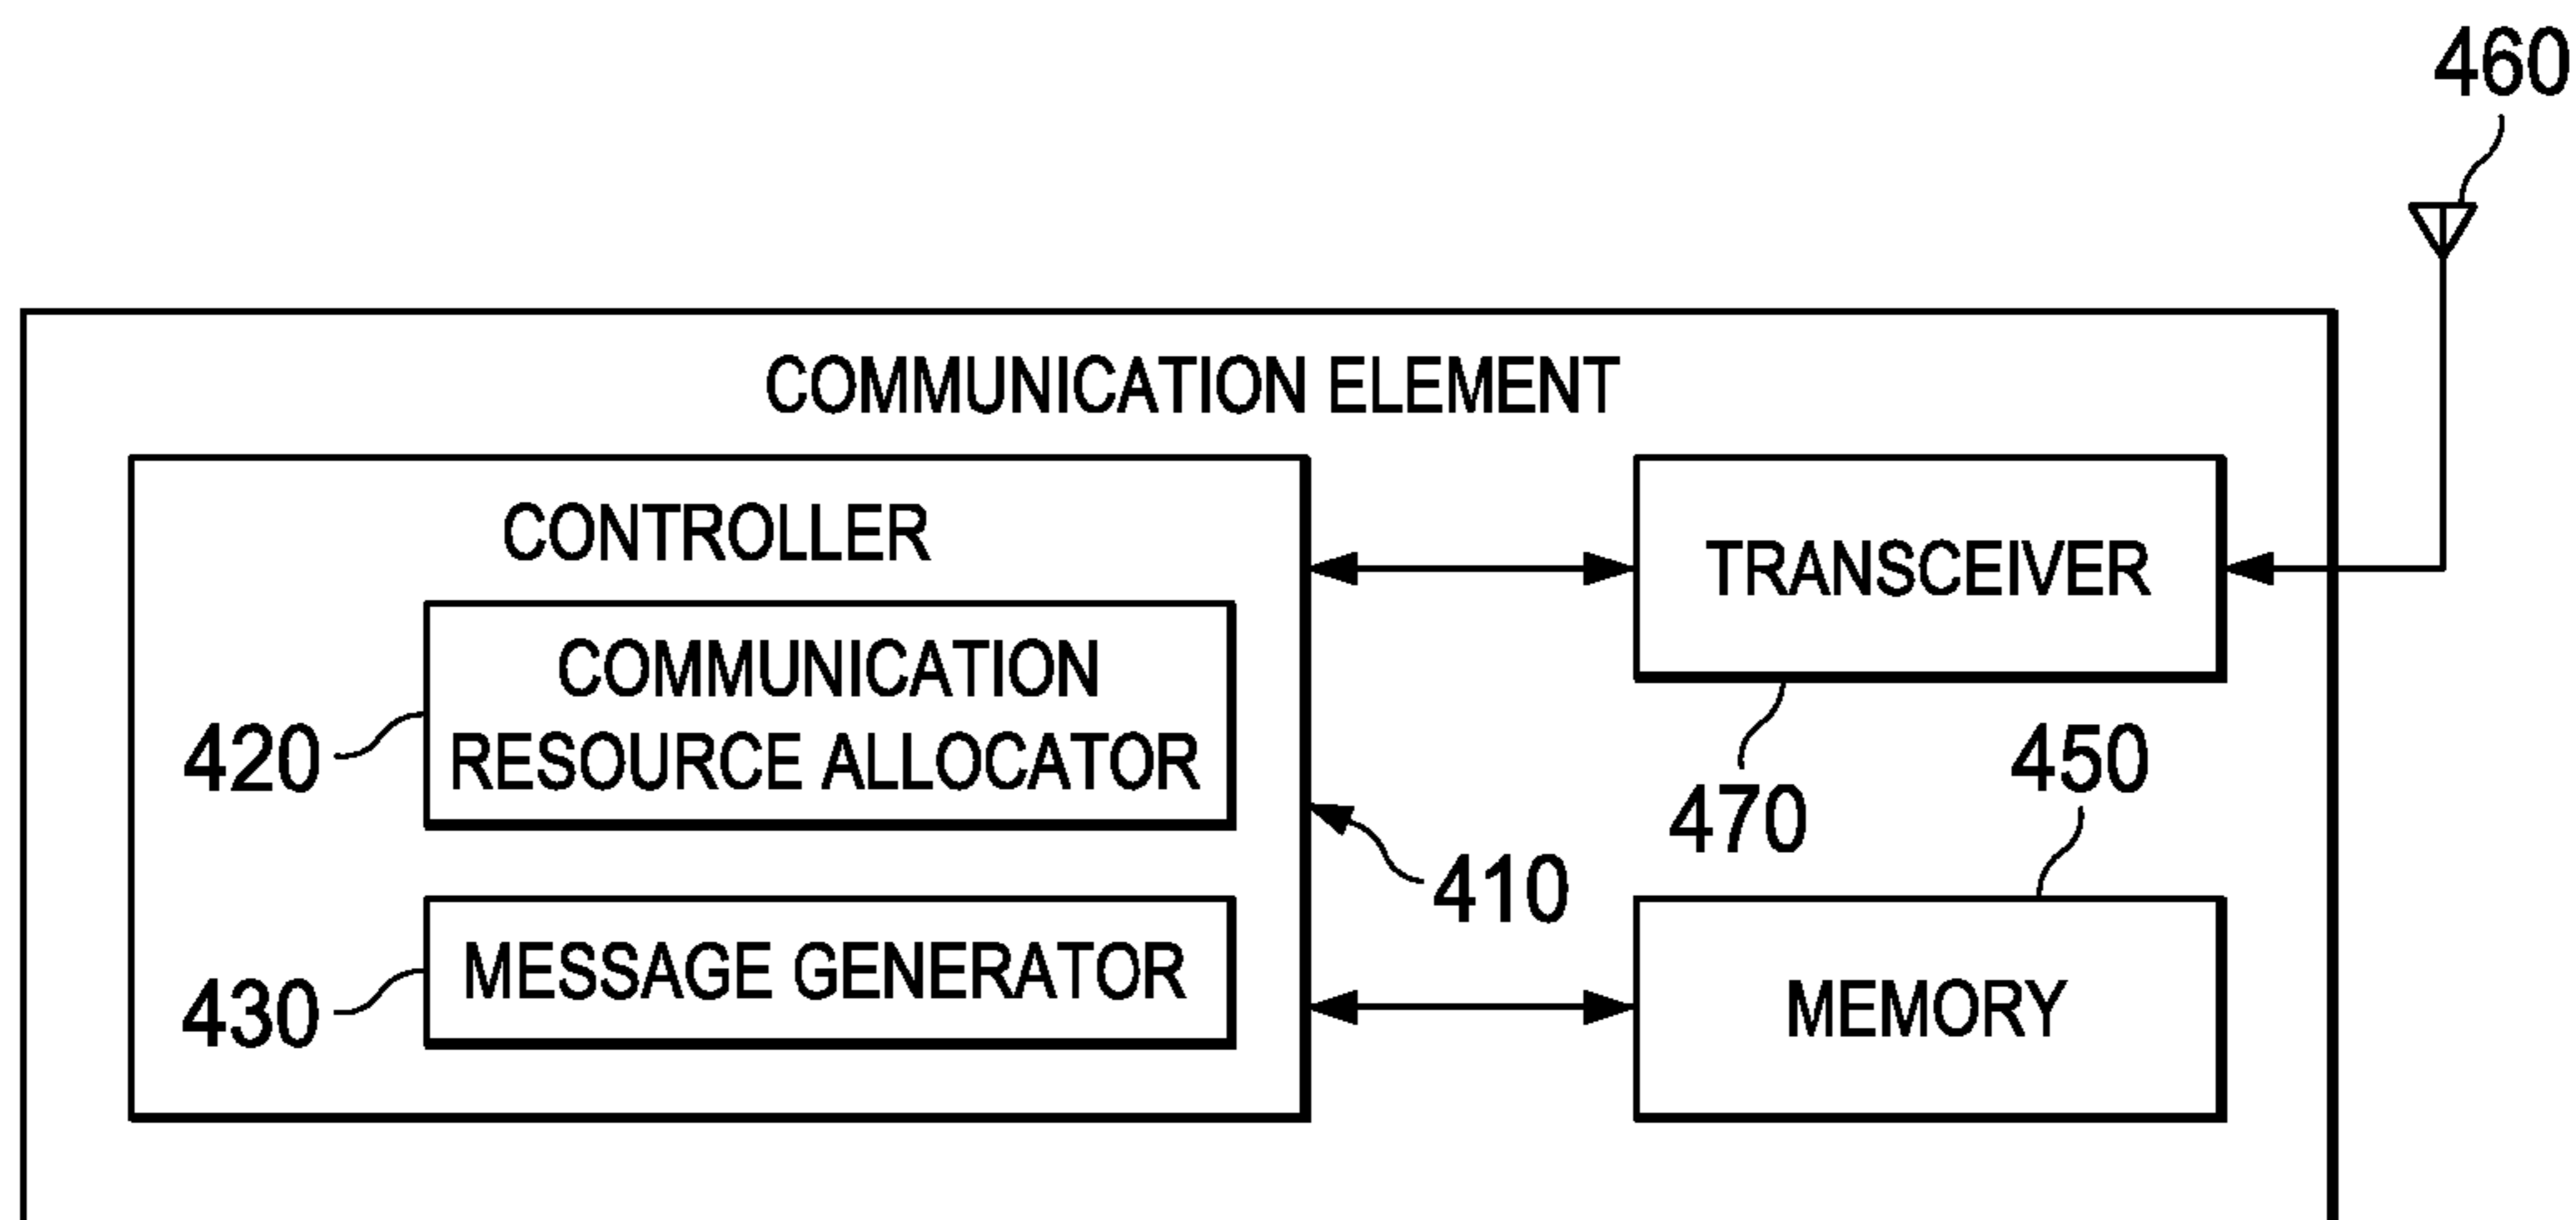 460
COMMUNICATION ELEMENT
CONTROLLER
TRANSCEIVER
COMMUNICATION
RESOURCE ALLOCATOR
420
470
450
410
MESSAGE GENERATOR
430
MEMORY